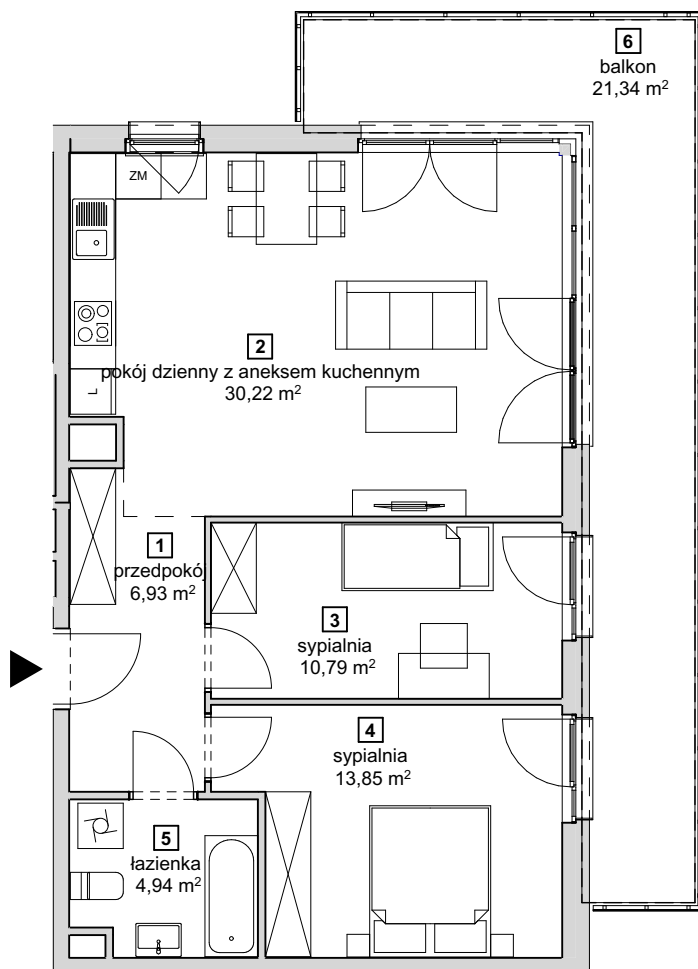 6
balkon
21,34 m²
ZM
2
pokój dzienny z aneksem kuchennym
30,22 m²
L
1
przedpokój
6,93 m²
3
sypialnia
10,79 m²
4
sypialnia
13,85 m²
5
łazienka
4,94 m²